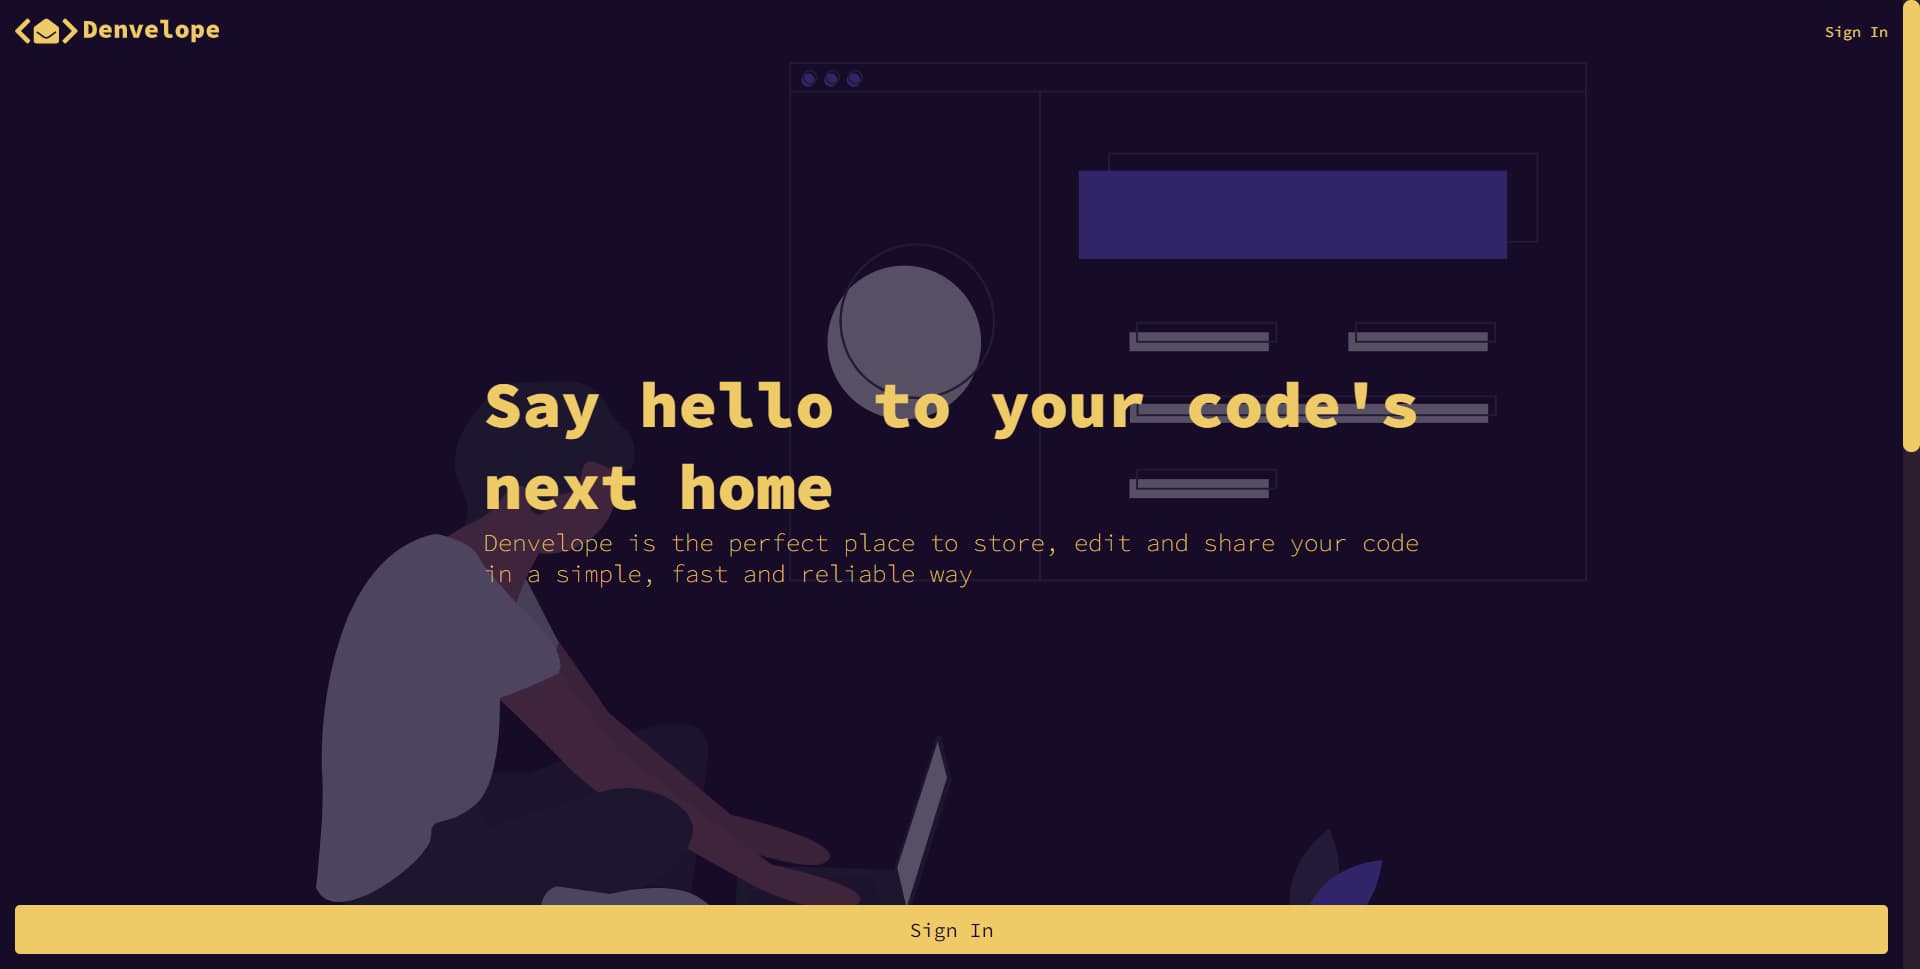 Denvelope
Sign In
Say hello to your code's
next home
Denvelope is the perfect place to store, edit and share your code
in a simple, fast and reliable way
Sign In